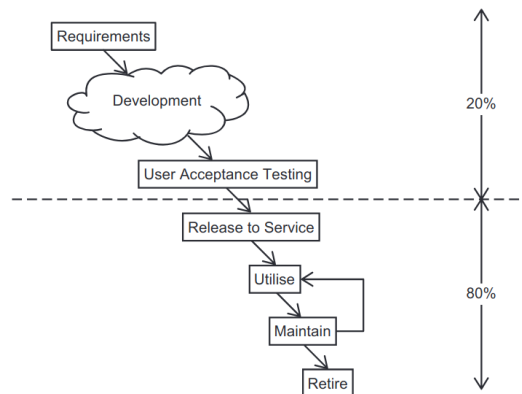 Requirements
Development
20%
User Acceptance Testing
Release to Service
Utilise
80%
Maintain
Retire